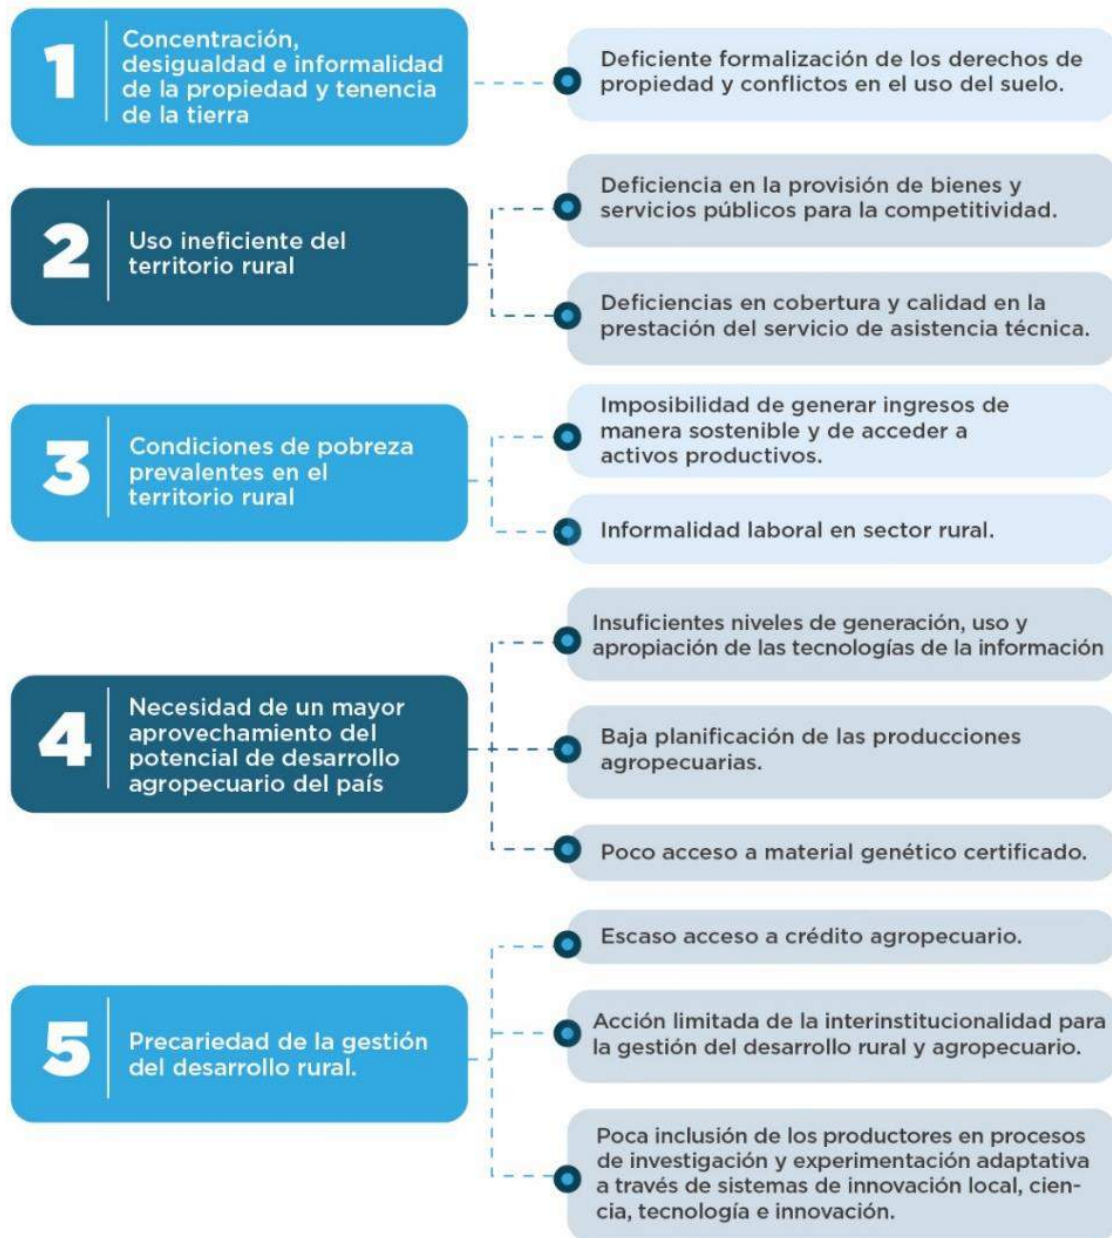 1
Concentración,
desigualdad e informalidad
de la propiedad y tenencia
de la tierra
Deficiente formalización de los derechos de
propiedad y conflictos en el uso del suelo.
2
Uso ineficiente del
territorio rural
Deficiencia en la provisión de bienes y
servicios públicos para la competitividad.
Deficiencias en cobertura y calidad en la
prestación del servicio de asistencia técnica.
3
Condiciones de pobreza
prevalentes en el
territorio rural
Imposibilidad de generar ingresos de
manera sostenible y de acceder a
activos productivos.
Informalidad laboral en sector rural.
4
Necesidad de un mayor
aprovechamiento del
potencial de desarrollo
agropecuario del país
Insuficientes niveles de generación, uso y
apropiación de las tecnologías de la información
Baja planificación de las producciones
agropecuarias.
Poco acceso a material genético certificado.
5
Precariedad de la gestión
del desarrollo rural.
Escaso acceso a crédito agropecuario.
Acción limitada de la interinstitucionalidad para
la gestión del desarrollo rural y agropecuario.
Poca inclusión de los productores en procesos
de investigación y experimentación adaptativa
a través de sistemas de innovación local, cien-
cia, tecnología e innovación.